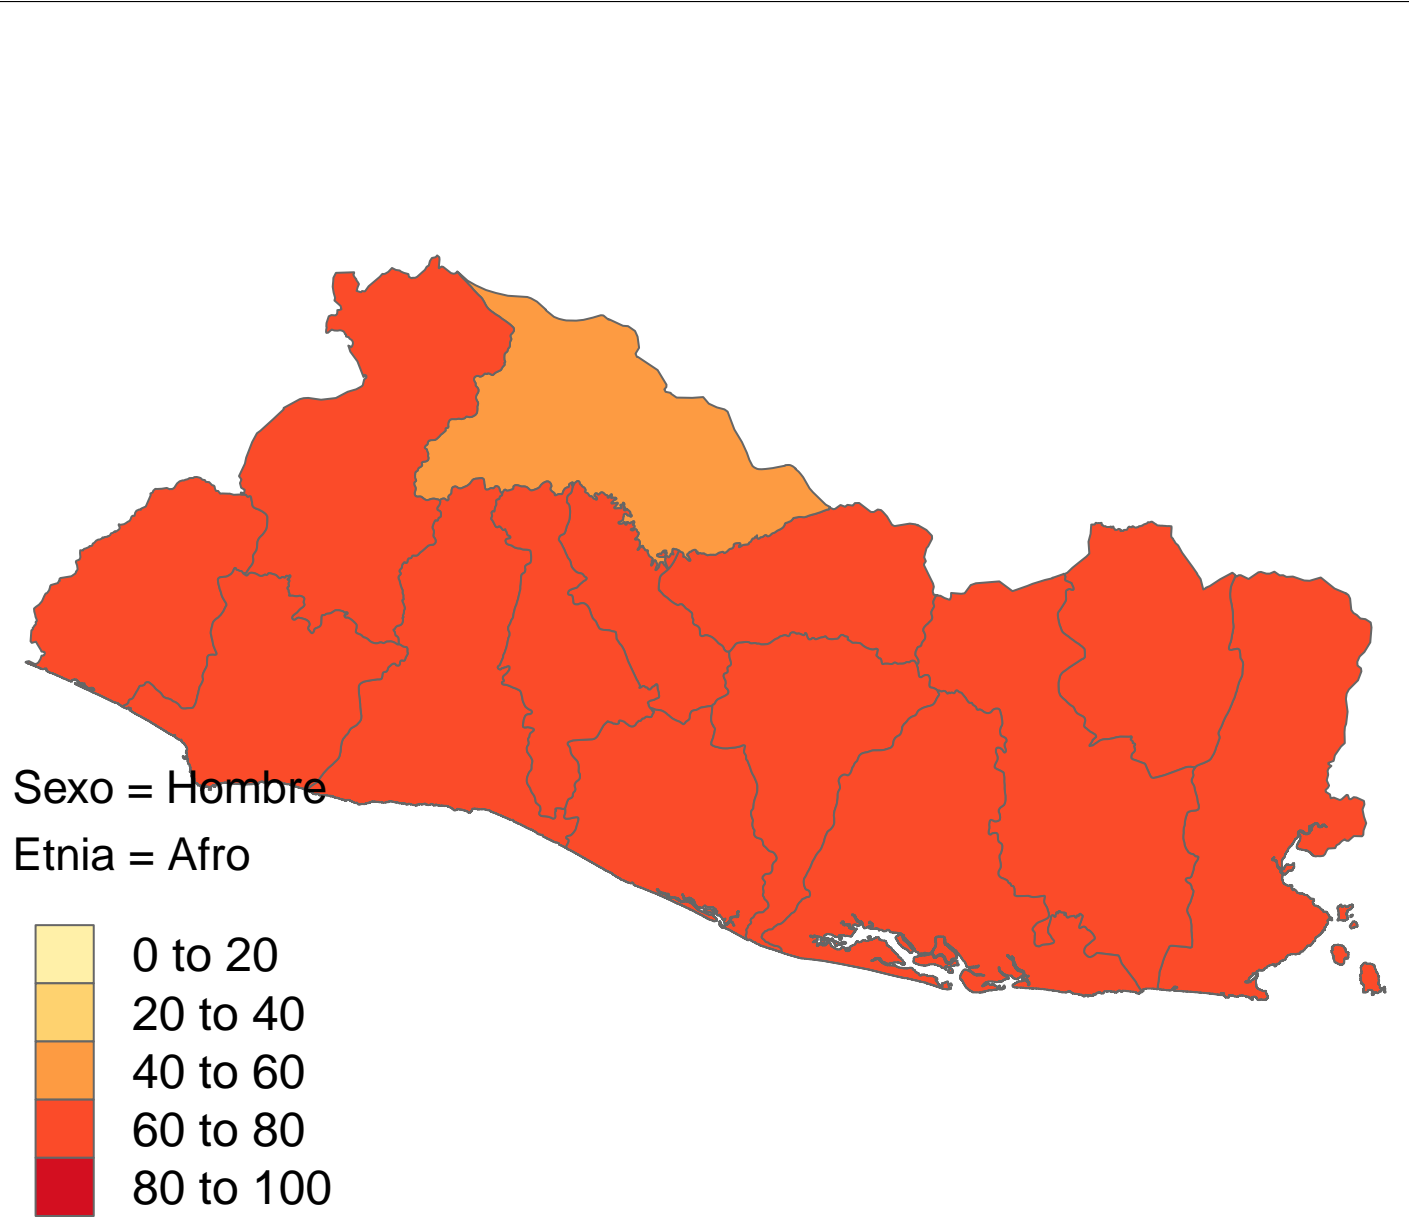 Sexo = Hombre
Etnia = Afro
0 to 20
20 to 40
40 to 60
60 to 80
80 to 100